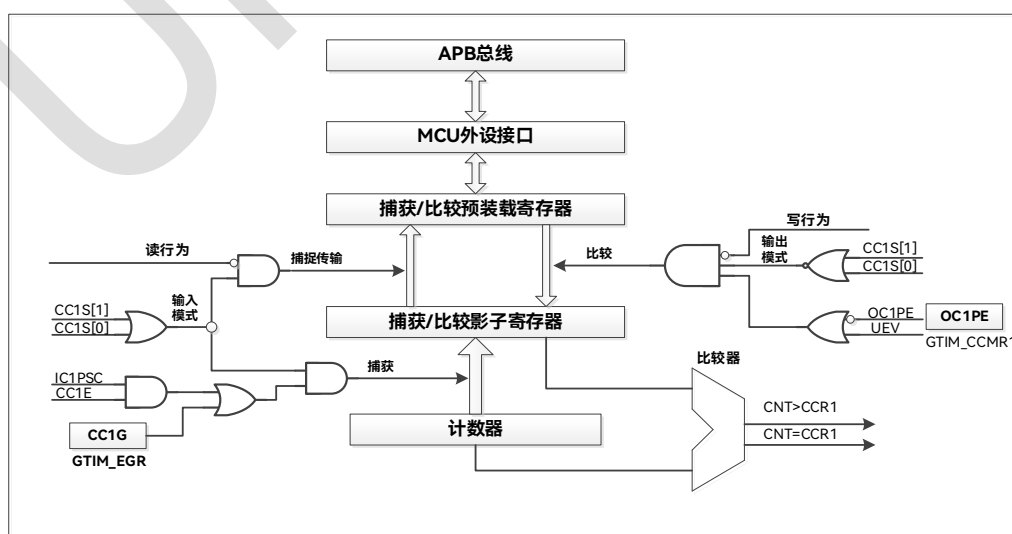 APB总线
MCU外设接口
捕获/比较预装载寄存器
写行为
读行为
输出
模式
CC1S[1]
CC1S[0]
捕捉传输
比较
输入
模式
CC1S[1]
CC1S[0]
捕获/比较影子寄存器
OC1PE
UEV
OC1PE
GTIM_CCMR1
比较器
捕获
IC1PSC
CC1E
CNT>CCR1
CNT=CCR1
CC1G
计数器
GTIM_EGR